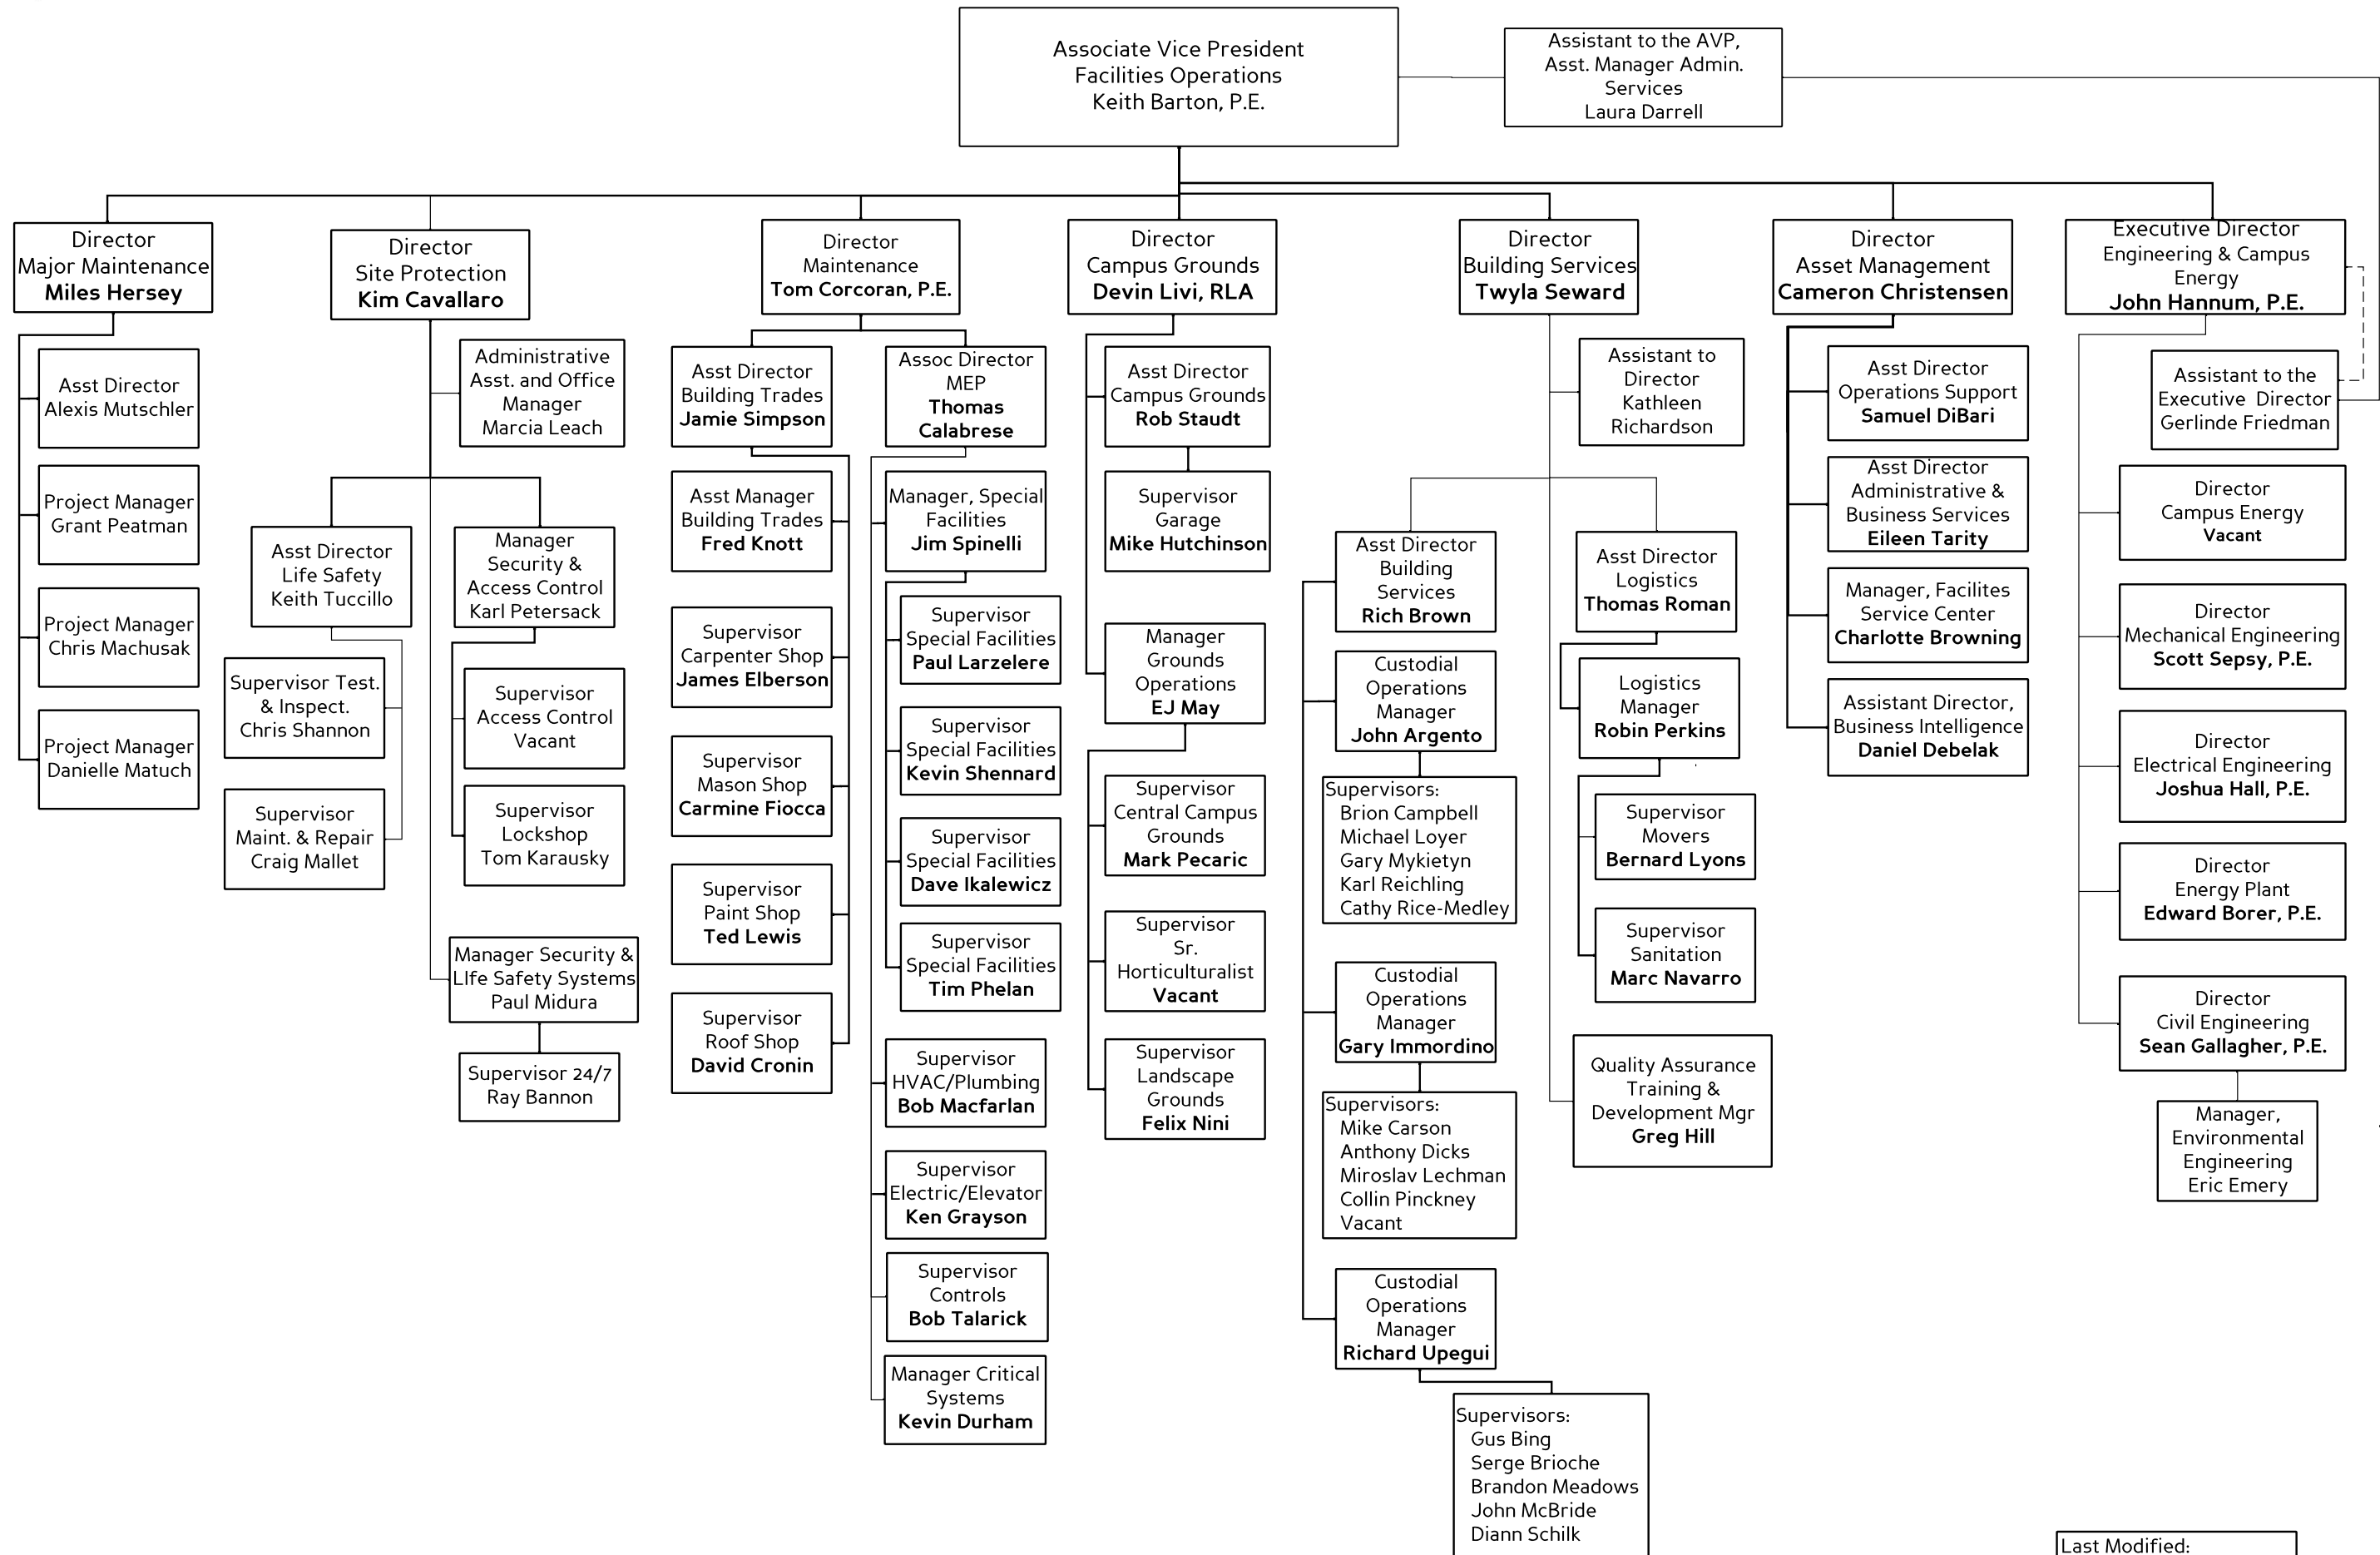 Associate Vice President
Facilities Operations
Keith Barton, P.E.
Assistant to the AVP,
Asst. Manager Admin.
Services
Laura Darrell
Director
Major Maintenance
Miles Hersey
Asst Director
Alexis Mutschler
Project Manager
Grant Peatman
Project Manager
Chris Machusak
Project Manager
Danielle Matuch
Director
Site Protection
Kim Cavallaro
Administrative
Asst. and Office
Manager
Marcia Leach
Asst Director
Life Safety
Keith Tuccillo
Supervisor Test.
& Inspect.
Chris Shannon
Supervisor
Maint. & Repair
Craig Mallet
Manager
Security &
Access Control
Karl Petersack
Supervisor
Access Control
Vacant
Supervisor
Lockshop
Tom Karausky
Manager Security &
LIfe Safety Systems
Paul Midura
Supervisor 24/7
Ray Bannon
Director
Maintenance
Tom Corcoran, P.E.
Asst Director
Building Trades
Jamie Simpson
Asst Manager
Building Trades
Fred Knott
Supervisor
Carpenter Shop
James Elberson
Supervisor
Mason Shop
Carmine Fiocca
Supervisor
Paint Shop
Ted Lewis
Supervisor
Roof Shop
David Cronin
Assoc Director
MEP
Thomas
Calabrese
Manager, Special
Facilities
Jim Spinelli
Supervisor
Special Facilities
Paul Larzelere
Supervisor
Special Facilities
Kevin Shennard
Supervisor
Special Facilities
Dave Ikalewicz
Supervisor
Special Facilities
Tim Phelan
Supervisor
HVAC/Plumbing
Bob Macfarlan
Supervisor
Electric/Elevator
Ken Grayson
Supervisor
Controls
Bob Talarick
Manager Critical
Systems
Kevin Durham
Director
Campus Grounds
Devin Livi, RLA
Asst Director
Campus Grounds
Rob Staudt
Supervisor
Garage
Mike Hutchinson
Manager
Grounds
Operations
EJ May
Supervisor
Central Campus
Grounds
Mark Pecaric
Supervisor
Sr.
Horticulturalist
Vacant
Supervisor
Landscape
Grounds
Felix Nini
Director
Building Services
Twyla Seward
Assistant to
Director
Kathleen
Richardson
Asst Director
Building
Services
Rich Brown
Custodial
Operations
Manager
John Argento
Supervisors:
Brion Campbell
Michael Loyer
Gary Mykietyn
Karl Reichling
Cathy Rice-Medley
Custodial
Operations
Manager
Gary Immordino
Supervisors:
Mike Carson
Anthony Dicks
Miroslav Lechman
Collin Pinckney
Vacant
Custodial
Operations
Manager
Richard Upegui
Supervisors:
Gus Bing
Serge Brioche
Brandon Meadows
John McBride
Diann Schilk
Asst Director
Logistics
Thomas Roman
Logistics
Manager
Robin Perkins
Supervisor
Movers
Bernard Lyons
Supervisor
Sanitation
Marc Navarro
Quality Assurance
Training &
Development Mgr
Greg Hill
Director
Asset Management
Cameron Christensen
Asst Director
Operations Support
Samuel DiBari
Asst Director
Administrative &
Business Services
Eileen Tarity
Manager, Facilites
Service Center
Charlotte Browning
Assistant Director,
Business Intelligence
Daniel Debelak
Executive Director
Engineering & Campus
Energy
John Hannum, P.E.
Assistant to the
Executive Director
Gerlinde Friedman
Director
Campus Energy
Vacant
Director
Mechanical Engineering
Scott Sepsy, P.E.
Director
Electrical Engineering
Joshua Hall, P.E.
Director
Energy Plant
Edward Borer, P.E.
Director
Civil Engineering
Sean Gallagher, P.E.
Manager,
Environmental
Engineering
Eric Emery
Last Modified: